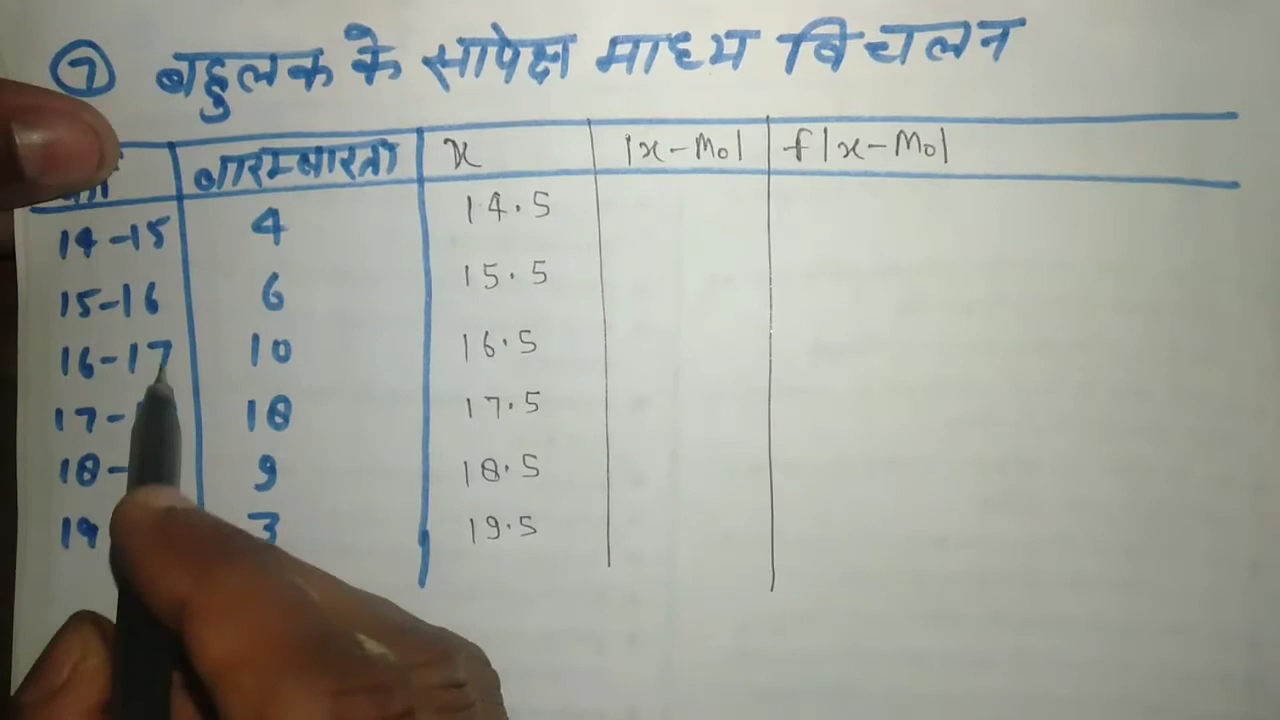 7 बहुलक के सापेक्ष माध्य विचलन
बारम्बारता x |x-Mo| f|x-Mo|
14-15 4 14.5
15-16 6 15.5
16-17 10 16.5
17- 18 17.5
18- 9 18.5
19 3 19.5